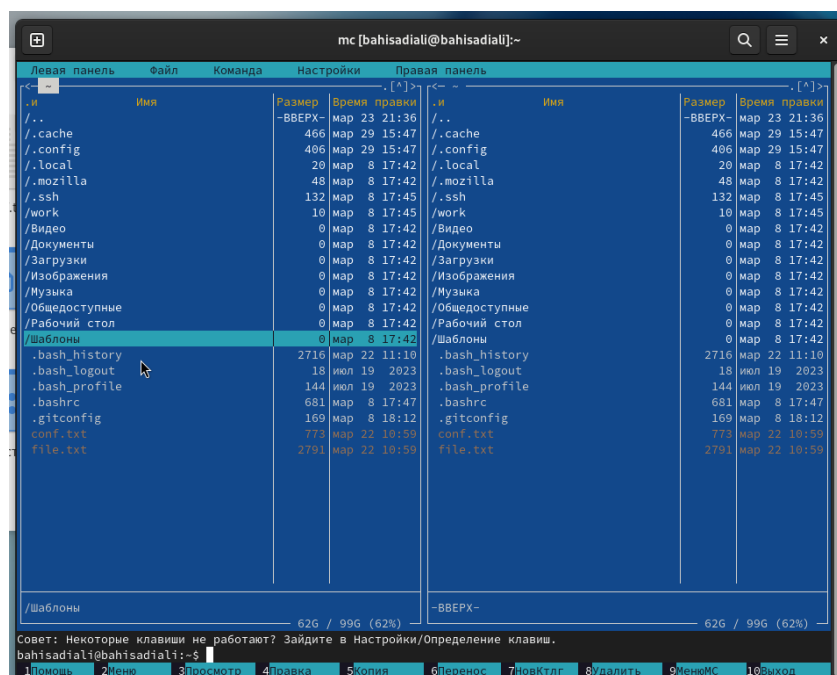 mc [bahisadiali@bahisadiali]:~
Левая панель Файл Команда Настройки Правая панель
<- ~ .[^]> <- ~ .[^]>
.и Имя Размер Время правки .и Имя Размер Время правки
/.. -ВВЕРХ- мар 23 21:36 /.. -ВВЕРХ- мар 23 21:36
/.cache 466 мар 29 15:47 /.cache 466 мар 29 15:47
/.config 406 мар 29 15:47 /.config 406 мар 29 15:47
/.local 20 мар 8 17:42 /.local 20 мар 8 17:42
/.mozilla 48 мар 8 17:42 /.mozilla 48 мар 8 17:42
/.ssh 132 мар 8 17:45 /.ssh 132 мар 8 17:45
/work 10 мар 8 17:45 /work 10 мар 8 17:45
/Видео 0 мар 8 17:42 /Видео 0 мар 8 17:42
/Документы 0 мар 8 17:42 /Документы 0 мар 8 17:42
/Загрузки 0 мар 8 17:42 /Загрузки 0 мар 8 17:42
/Изображения 0 мар 8 17:42 /Изображения 0 мар 8 17:42
/Музыка 0 мар 8 17:42 /Музыка 0 мар 8 17:42
/Общедоступные 0 мар 8 17:42 /Общедоступные 0 мар 8 17:42
/Рабочий стол 0 мар 8 17:42 /Рабочий стол 0 мар 8 17:42
/Шаблоны 0 мар 8 17:42 /Шаблоны 0 мар 8 17:42
.bash_history 2716 мар 22 11:10 .bash_history 2716 мар 22 11:10
.bash_logout 18 июл 19 2023 .bash_logout 18 июл 19 2023
.bash_profile 144 июл 19 2023 .bash_profile 144 июл 19 2023
.bashrc 681 мар 8 17:47 .bashrc 681 мар 8 17:47
.gitconfig 169 мар 8 18:12 .gitconfig 169 мар 8 18:12
conf.txt 773 мар 22 10:59 conf.txt 773 мар 22 10:59
file.txt 2791 мар 22 10:59 file.txt 2791 мар 22 10:59
/Шаблоны -ВВЕРХ-
62G / 99G (62%) 62G / 99G (62%)
Совет: Некоторые клавиши не работают? Зайдите в Настройки/Определение клавиш.
bahisadiali@bahisadiali:~$
1Помощь 2Меню 3Просмотр 4Правка 5Копия 6Перенос 7НовКтлг 8Удалить 9МенюМС 10Выход